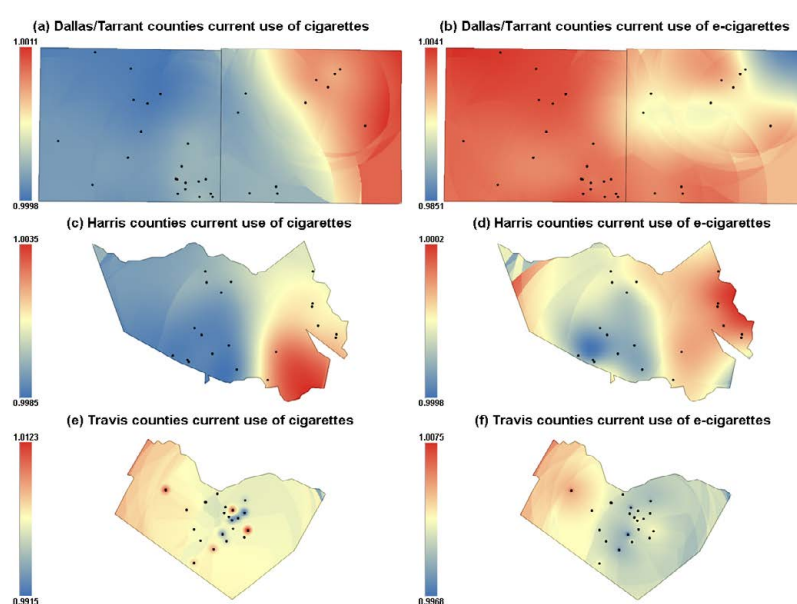 (a) Dallas/Tarrant counties current use of cigarettes
(b) Dallas/Tarrant counties current use of e-cigarettes
1.0011
1.0041
0.9998
0.9851
(c) Harris counties current use of cigarettes
(d) Harris counties current use of e-cigarettes
1.0035
1.0002
0.9985
0.9998
(e) Travis counties current use of cigarettes
(f) Travis counties current use of e-cigarettes
1.0123
1.0075
0.9915
0.9968